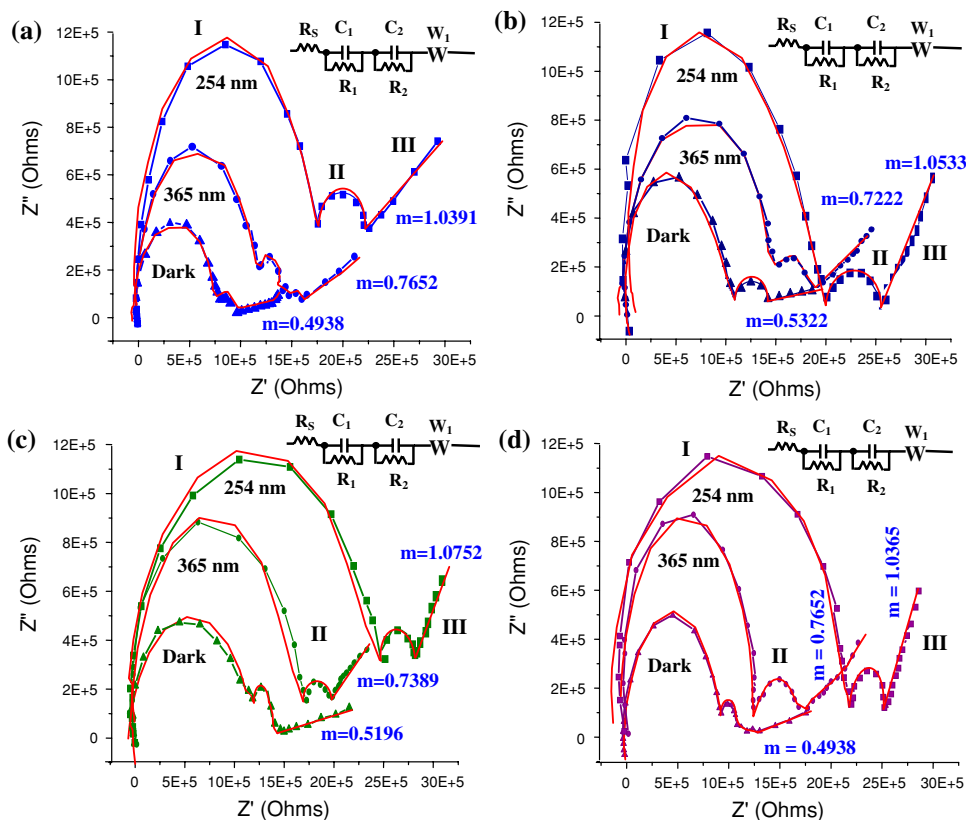 (a)
I
R_S C_1 C_2 W_1
W
R_1 R_2
12E+5
10E+5
8E+5
6E+5
4E+5
2E+5
0
Z" (Ohms)
254 nm
365 nm
Dark
II
III
m=1.0391
m=0.7652
m=0.4938
0 5E+5 10E+5 15E+5 20E+5 25E+5 30E+5
Z' (Ohms)
(b)
I
R_S C_1 C_2 W_1
W
R_1 R_2
12E+5
10E+5
8E+5
6E+5
4E+5
2E+5
0
Z" (Ohms)
254 nm
365 nm
Dark
m=1.0533
m=0.7222
II
III
m=0.5322
0 5E+5 10E+5 15E+5 20E+5 25E+5 30E+5
Z' (Ohms)
(c)
I
R_S C_1 C_2 W_1
W
R_1 R_2
12E+5
10E+5
8E+5
6E+5
4E+5
2E+5
0
Z" (Ohms)
254 nm
365 nm
Dark
m=1.0752
II
III
m=0.7389
m=0.5196
0 5E+5 10E+5 15E+5 20E+5 25E+5 30E+5
Z' (Ohms)
(d)
I
R_S C_1 C_2 W_1
W
R_1 R_2
12E+5
10E+5
8E+5
6E+5
4E+5
2E+5
0
Z" (Ohms)
254 nm
365 nm
Dark
II
III
m = 0.7652
m = 1.0365
m = 0.4938
0 5E+5 10E+5 15E+5 20E+5 25E+5 30E+5
Z' (Ohms)